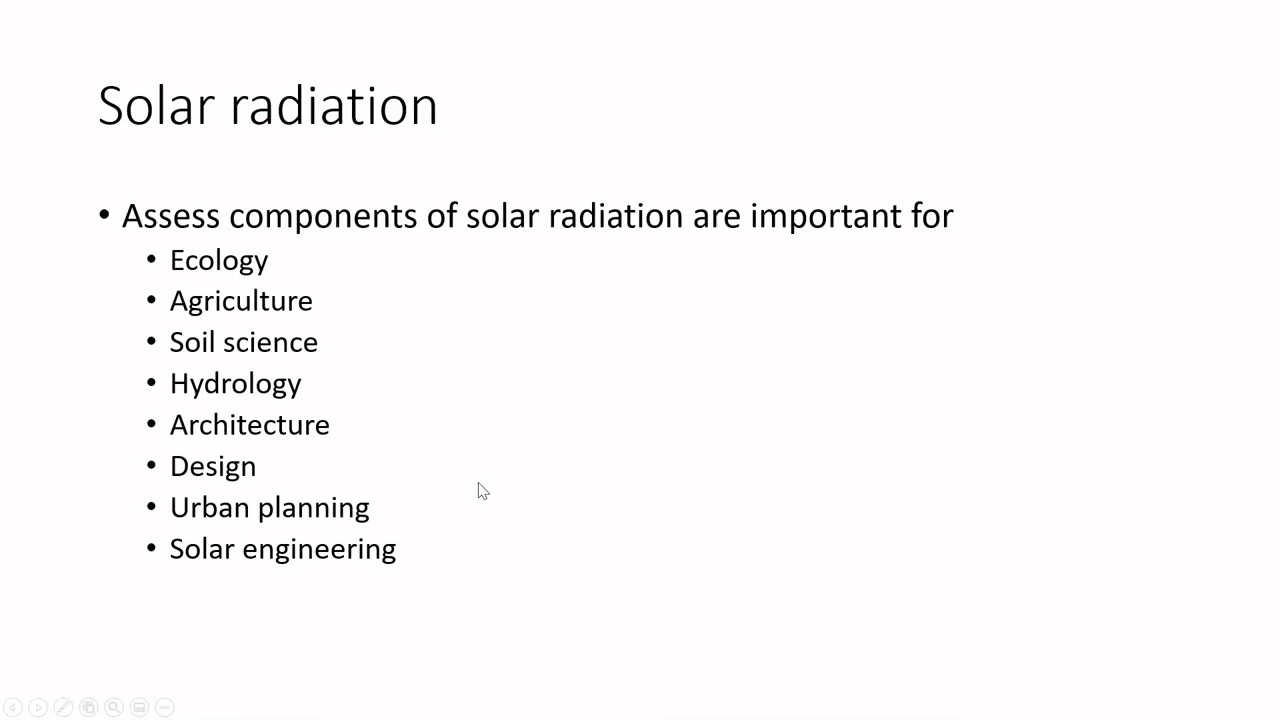 Solar radiation
• Assess components of solar radiation are important for
• Ecology
• Agriculture
• Soil science
• Hydrology
• Architecture
• Design
• Urban planning
• Solar engineering